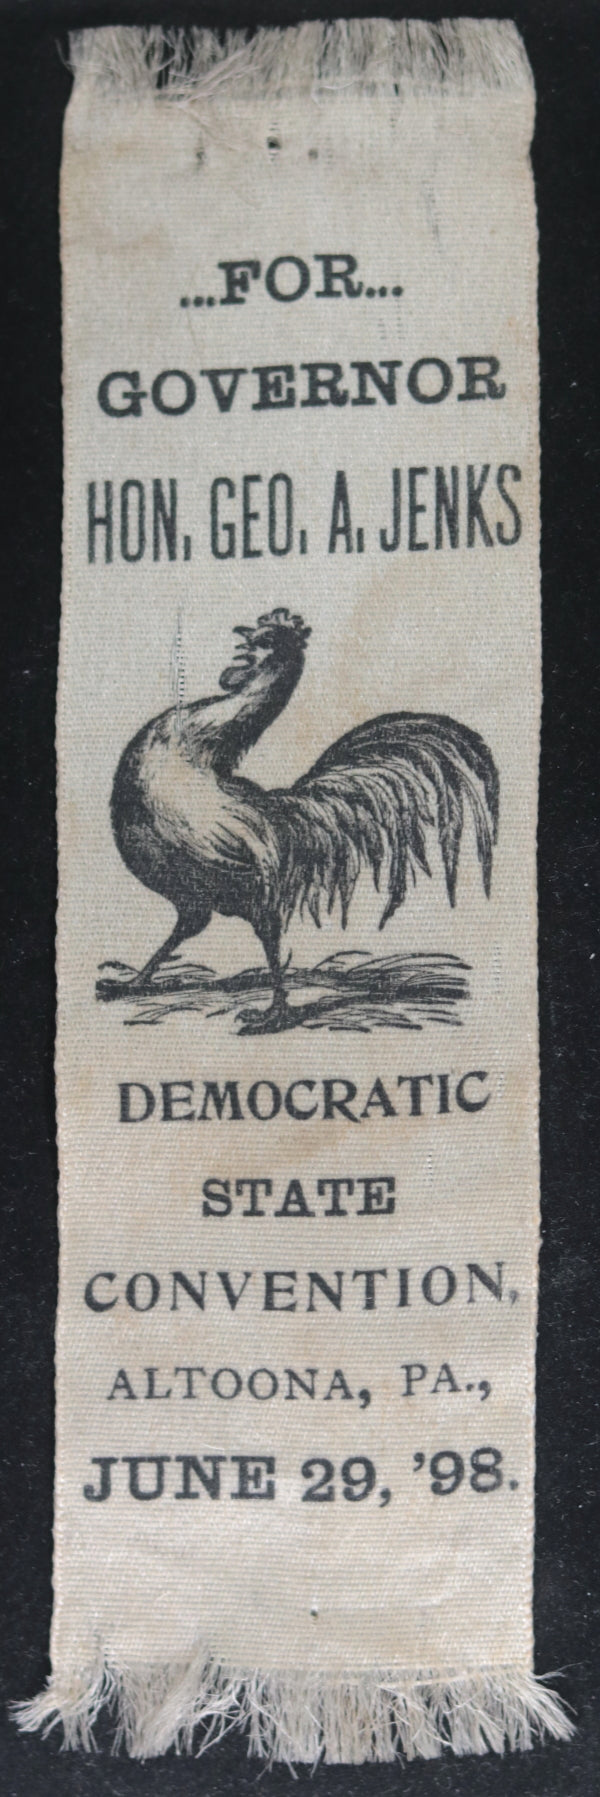 ...FOR...
GOVERNOR
HON. GEO. A. JENKS
DEMOCRATIC
STATE
CONVENTION,
ALTOONA, PA.,
JUNE 29, '98.